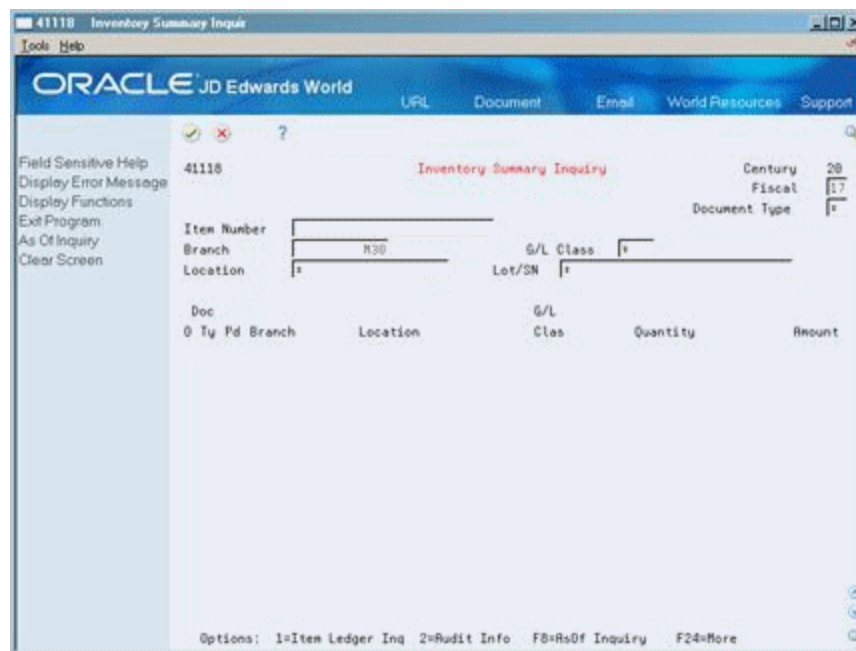 41118 Inventory Summary Inquir
Tools Help
ORACLE JD Edwards World
URL Document Email World Resources Support
?
Field Sensitive Help
Display Error Message
Display Functions
Exit Program
As Of Inquiry
Clear Screen
41118 Inventory Summary Inquiry Century 20
Fiscal 17
Document Type *
Item Number
Branch M30 G/L Class *
Location * Lot/SN *
Doc G/L
O Ty Pd Branch Location Clas Quantity Amount
Options: 1=Item Ledger Inq 2=Audit Info F8=AsOf Inquiry F24=More